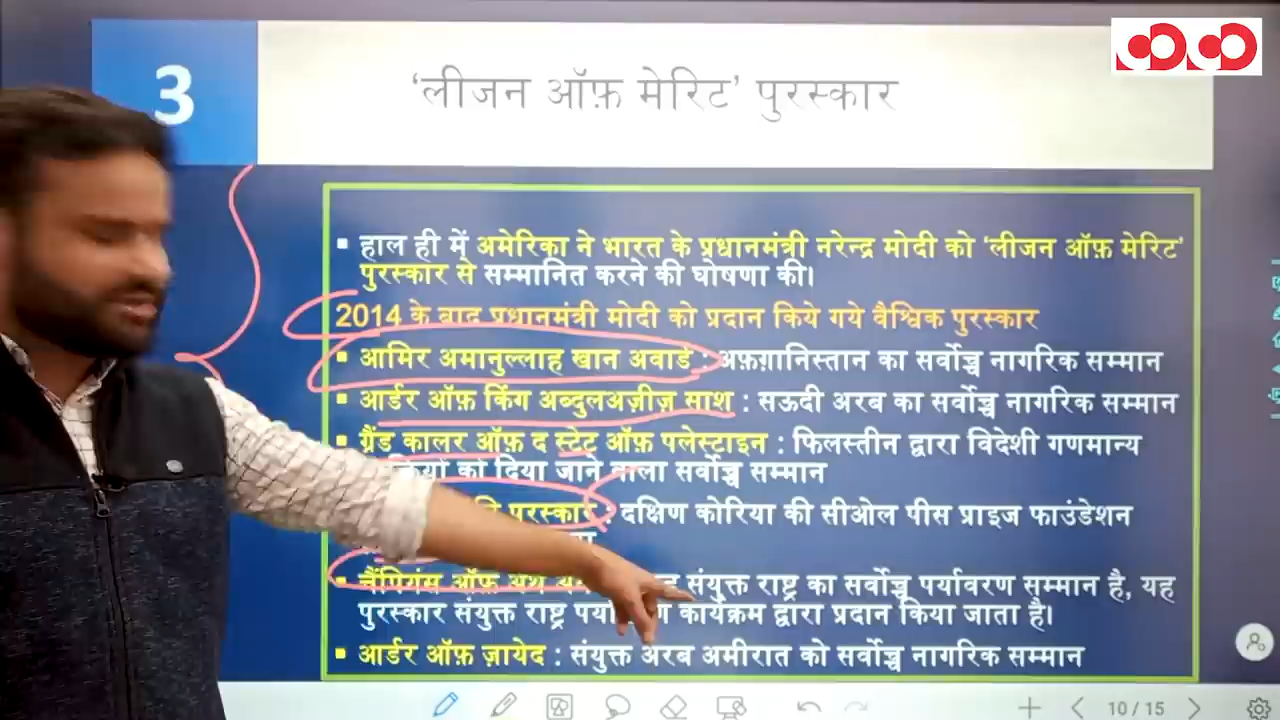 3
‘लीजन ऑफ़ मेरिट’ पुरस्कार
▪ हाल ही में अमेरिका ने भारत के प्रधानमंत्री नरेन्द्र मोदी को ‘लीजन ऑफ़ मेरिट’
पुरस्कार से सम्मानित करने की घोषणा की।
2014 के बाद प्रधानमंत्री मोदी को प्रदान किये गये वैश्विक पुरस्कार
▪ आमिर अमानुल्लाह खान अवार्ड : अफ़ग़ानिस्तान का सर्वोच्च नागरिक सम्मान
▪ आर्डर ऑफ़ किंग अब्दुलअज़ीज़ साश : सऊदी अरब का सर्वोच्च नागरिक सम्मान
▪ ग्रैंड कालर ऑफ़ द स्टेट ऑफ़ पलेस्टाइन : फिलस्तीन द्वारा विदेशी गणमान्य
को दिया जाने वाला सर्वोच्च सम्मान
पुरस्कार : दक्षिण कोरिया की सीओल पीस प्राइज फाउंडेशन
▪ चैंपियंस ऑफ़ अर्थ संयुक्त राष्ट्र का सर्वोच्च पर्यावरण सम्मान है, यह
पुरस्कार संयुक्त राष्ट्र कार्यक्रम द्वारा प्रदान किया जाता है।
▪ आर्डर ऑफ़ ज़ायेद : संयुक्त अरब अमीरात को सर्वोच्च नागरिक सम्मान
10 / 15